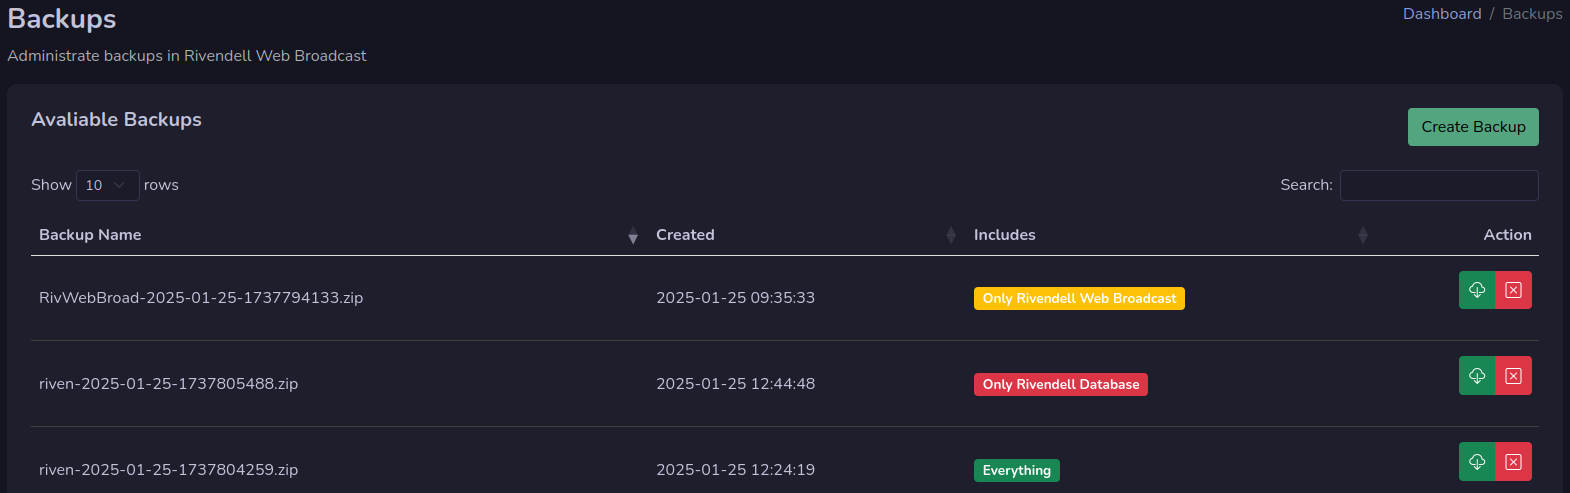 Backups
Dashboard / Backups
Administrate backups in Rivendell Web Broadcast
Avaliable Backups
Create Backup
Show 10 rows
Search:
Backup Name Created Includes Action
RivWebBroad-2025-01-25-1737794133.zip 2025-01-25 09:35:33 Only Rivendell Web Broadcast
riven-2025-01-25-1737805488.zip 2025-01-25 12:44:48 Only Rivendell Database
riven-2025-01-25-1737804259.zip 2025-01-25 12:24:19 Everything